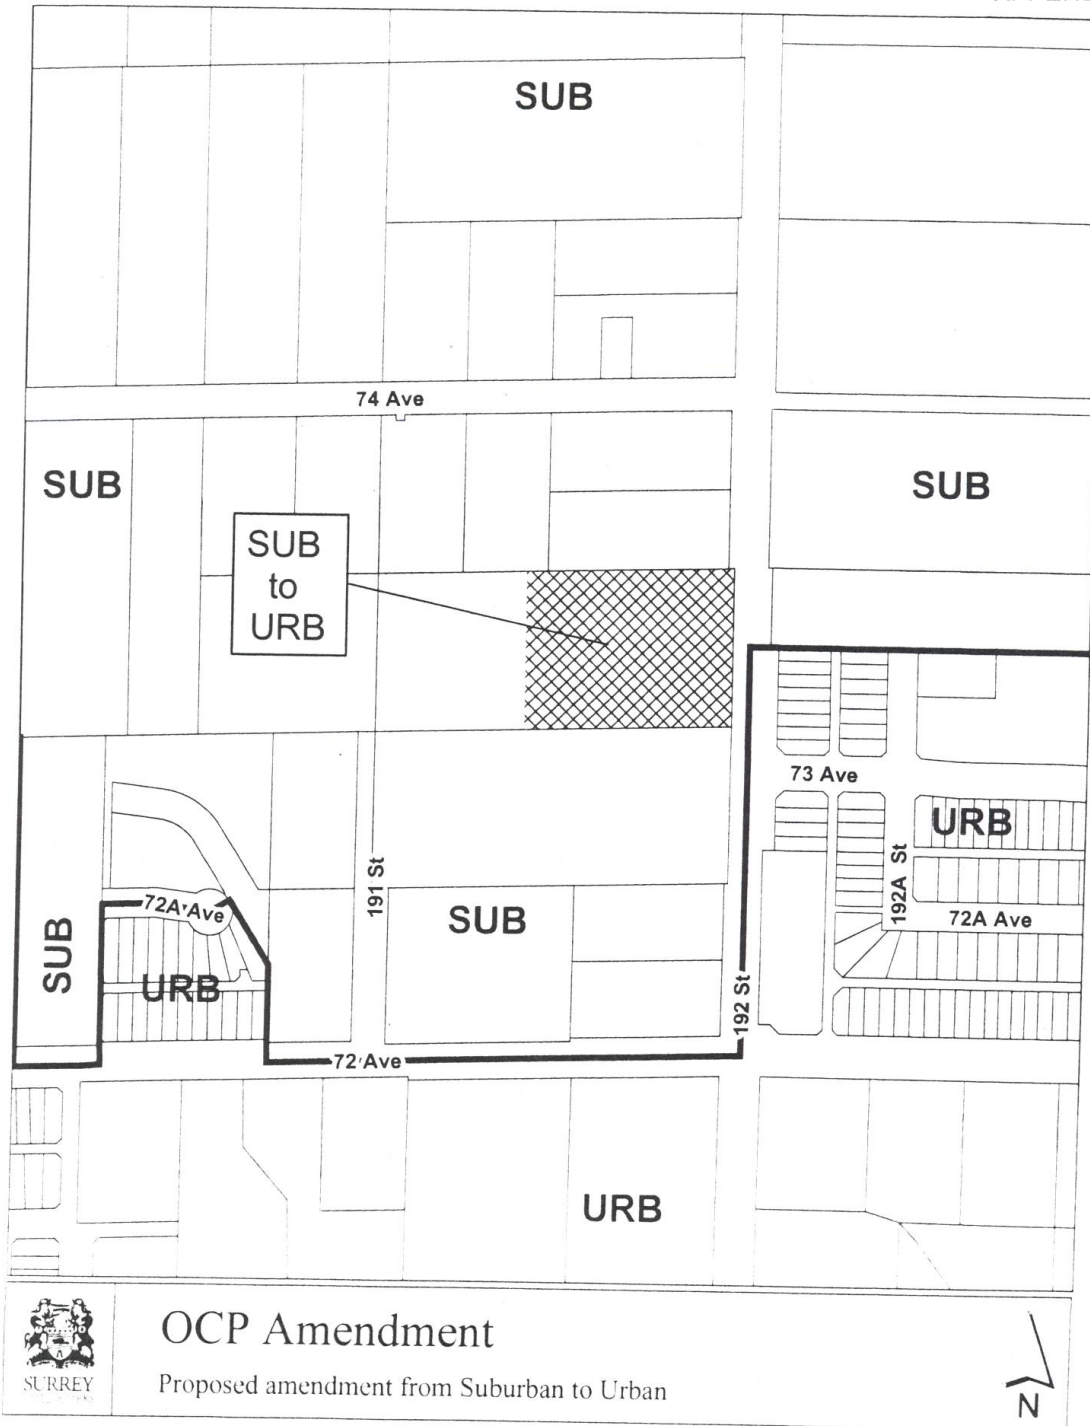 SUB
74 Ave
SUB
SUB
SUB
to
URB
73 Ave
URB
191 St
192A St
72A Ave
SUB
72A Ave
SUB
URB
192 St
72 Ave
URB
OCP Amendment
Proposed amendment from Suburban to Urban
SURREY
N